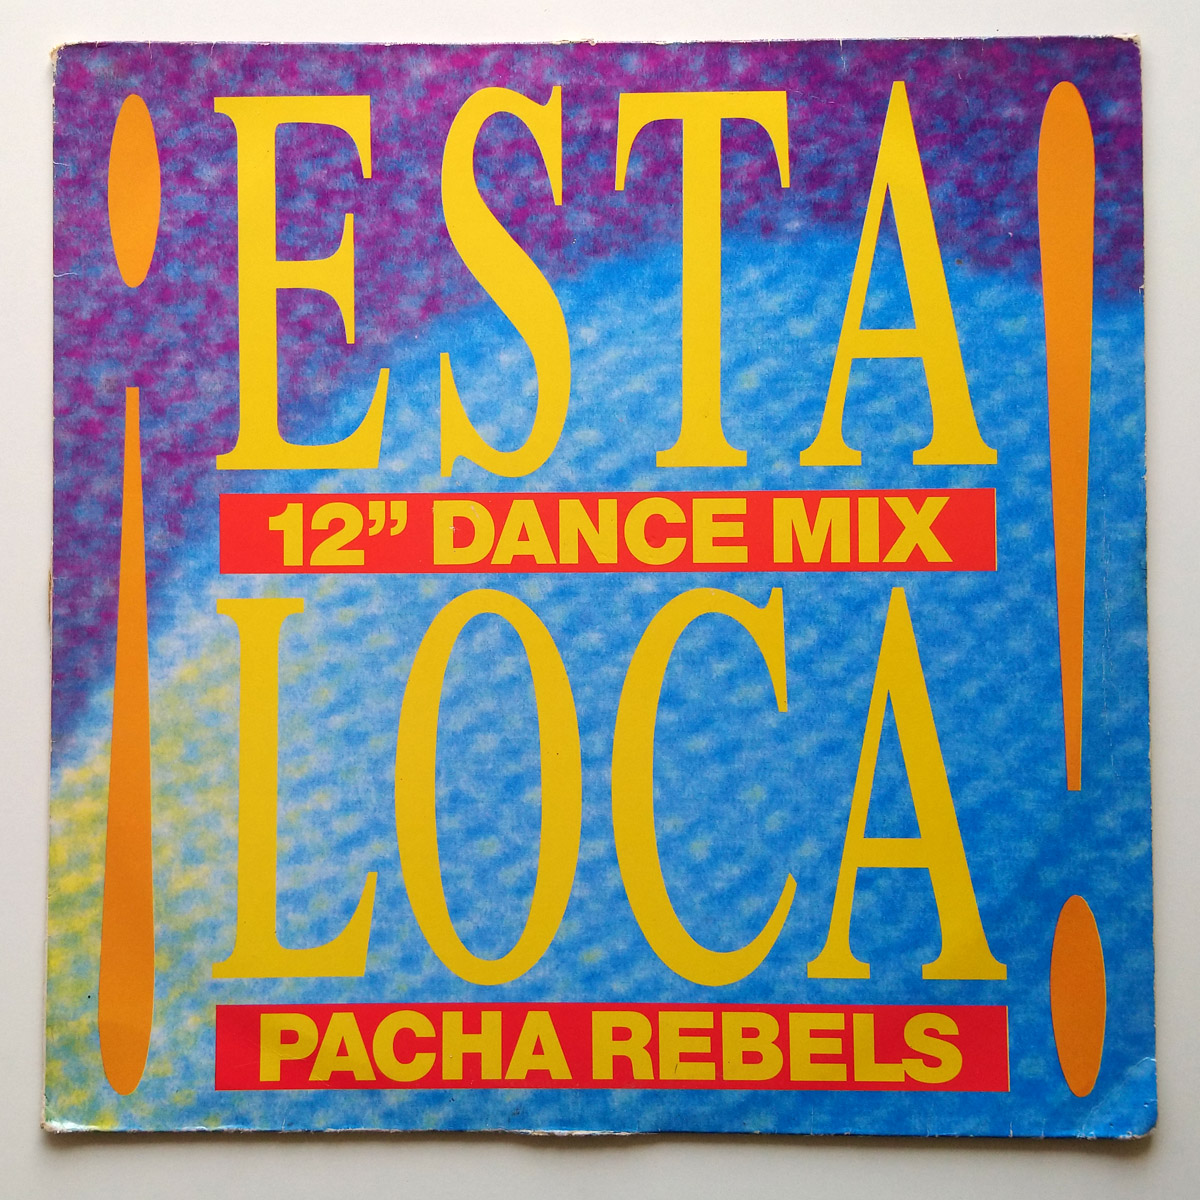 ¡ESTA
12” DANCE MIX
LOCA!
PACHA REBELS